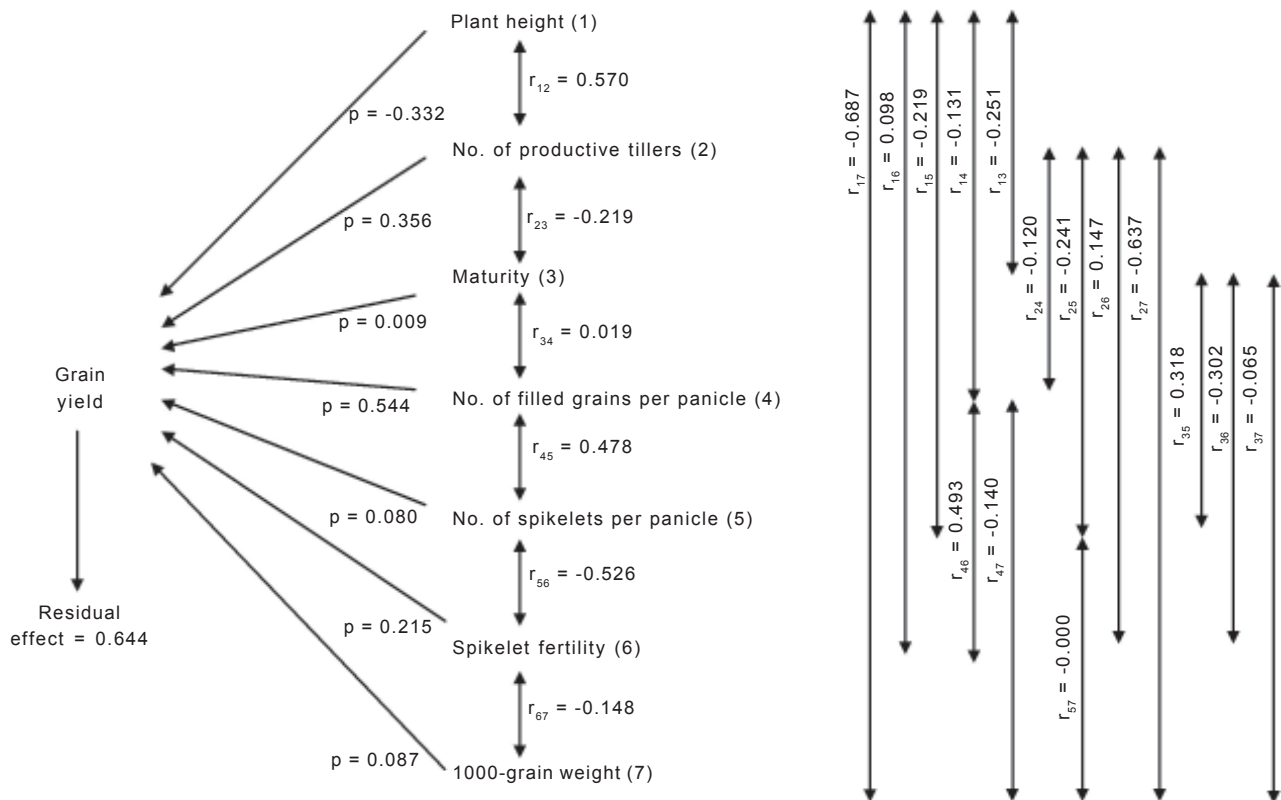 Plant height (1)
r12 = 0.570
p = -0.332
No. of productive tillers (2)
p = 0.356
r23 = -0.219
Maturity (3)
p = 0.009
r34 = 0.019
Grain
yield
p = 0.544
No. of filled grains per panicle (4)
r45 = 0.478
p = 0.080
No. of spikelets per panicle (5)
r56 = -0.526
Residual
effect = 0.644
p = 0.215
Spikelet fertility (6)
r67 = -0.148
p = 0.087
1000-grain weight (7)
r17 = -0.687
r16 = 0.098
r15 = -0.219
r14 = -0.131
r13 = -0.251
r24 = -0.120
r25 = -0.241
r26 = 0.147
r27 = -0.637
r35 = 0.318
r36 = -0.302
r37 = -0.065
r46 = 0.493
r47 = -0.140
r57 = -0.000